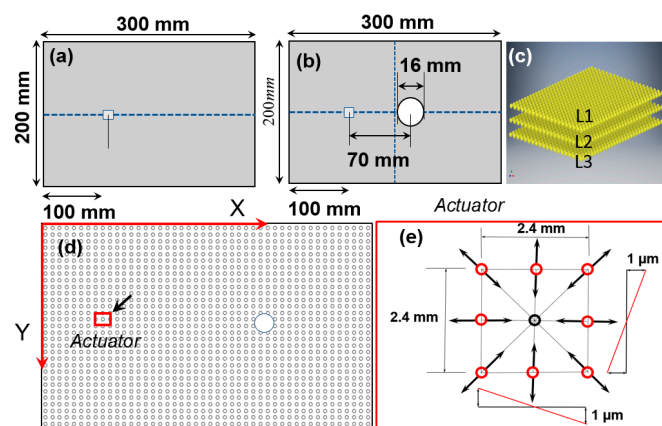 300 mm
(a)
200 mm
100 mm
300 mm
(b)
16 mm
200mm
70 mm
100 mm
(c)
L1
L2
L3
X
Actuator
(d)
Actuator
Y
(e)
2.4 mm
1 µm
2.4 mm
1 µm